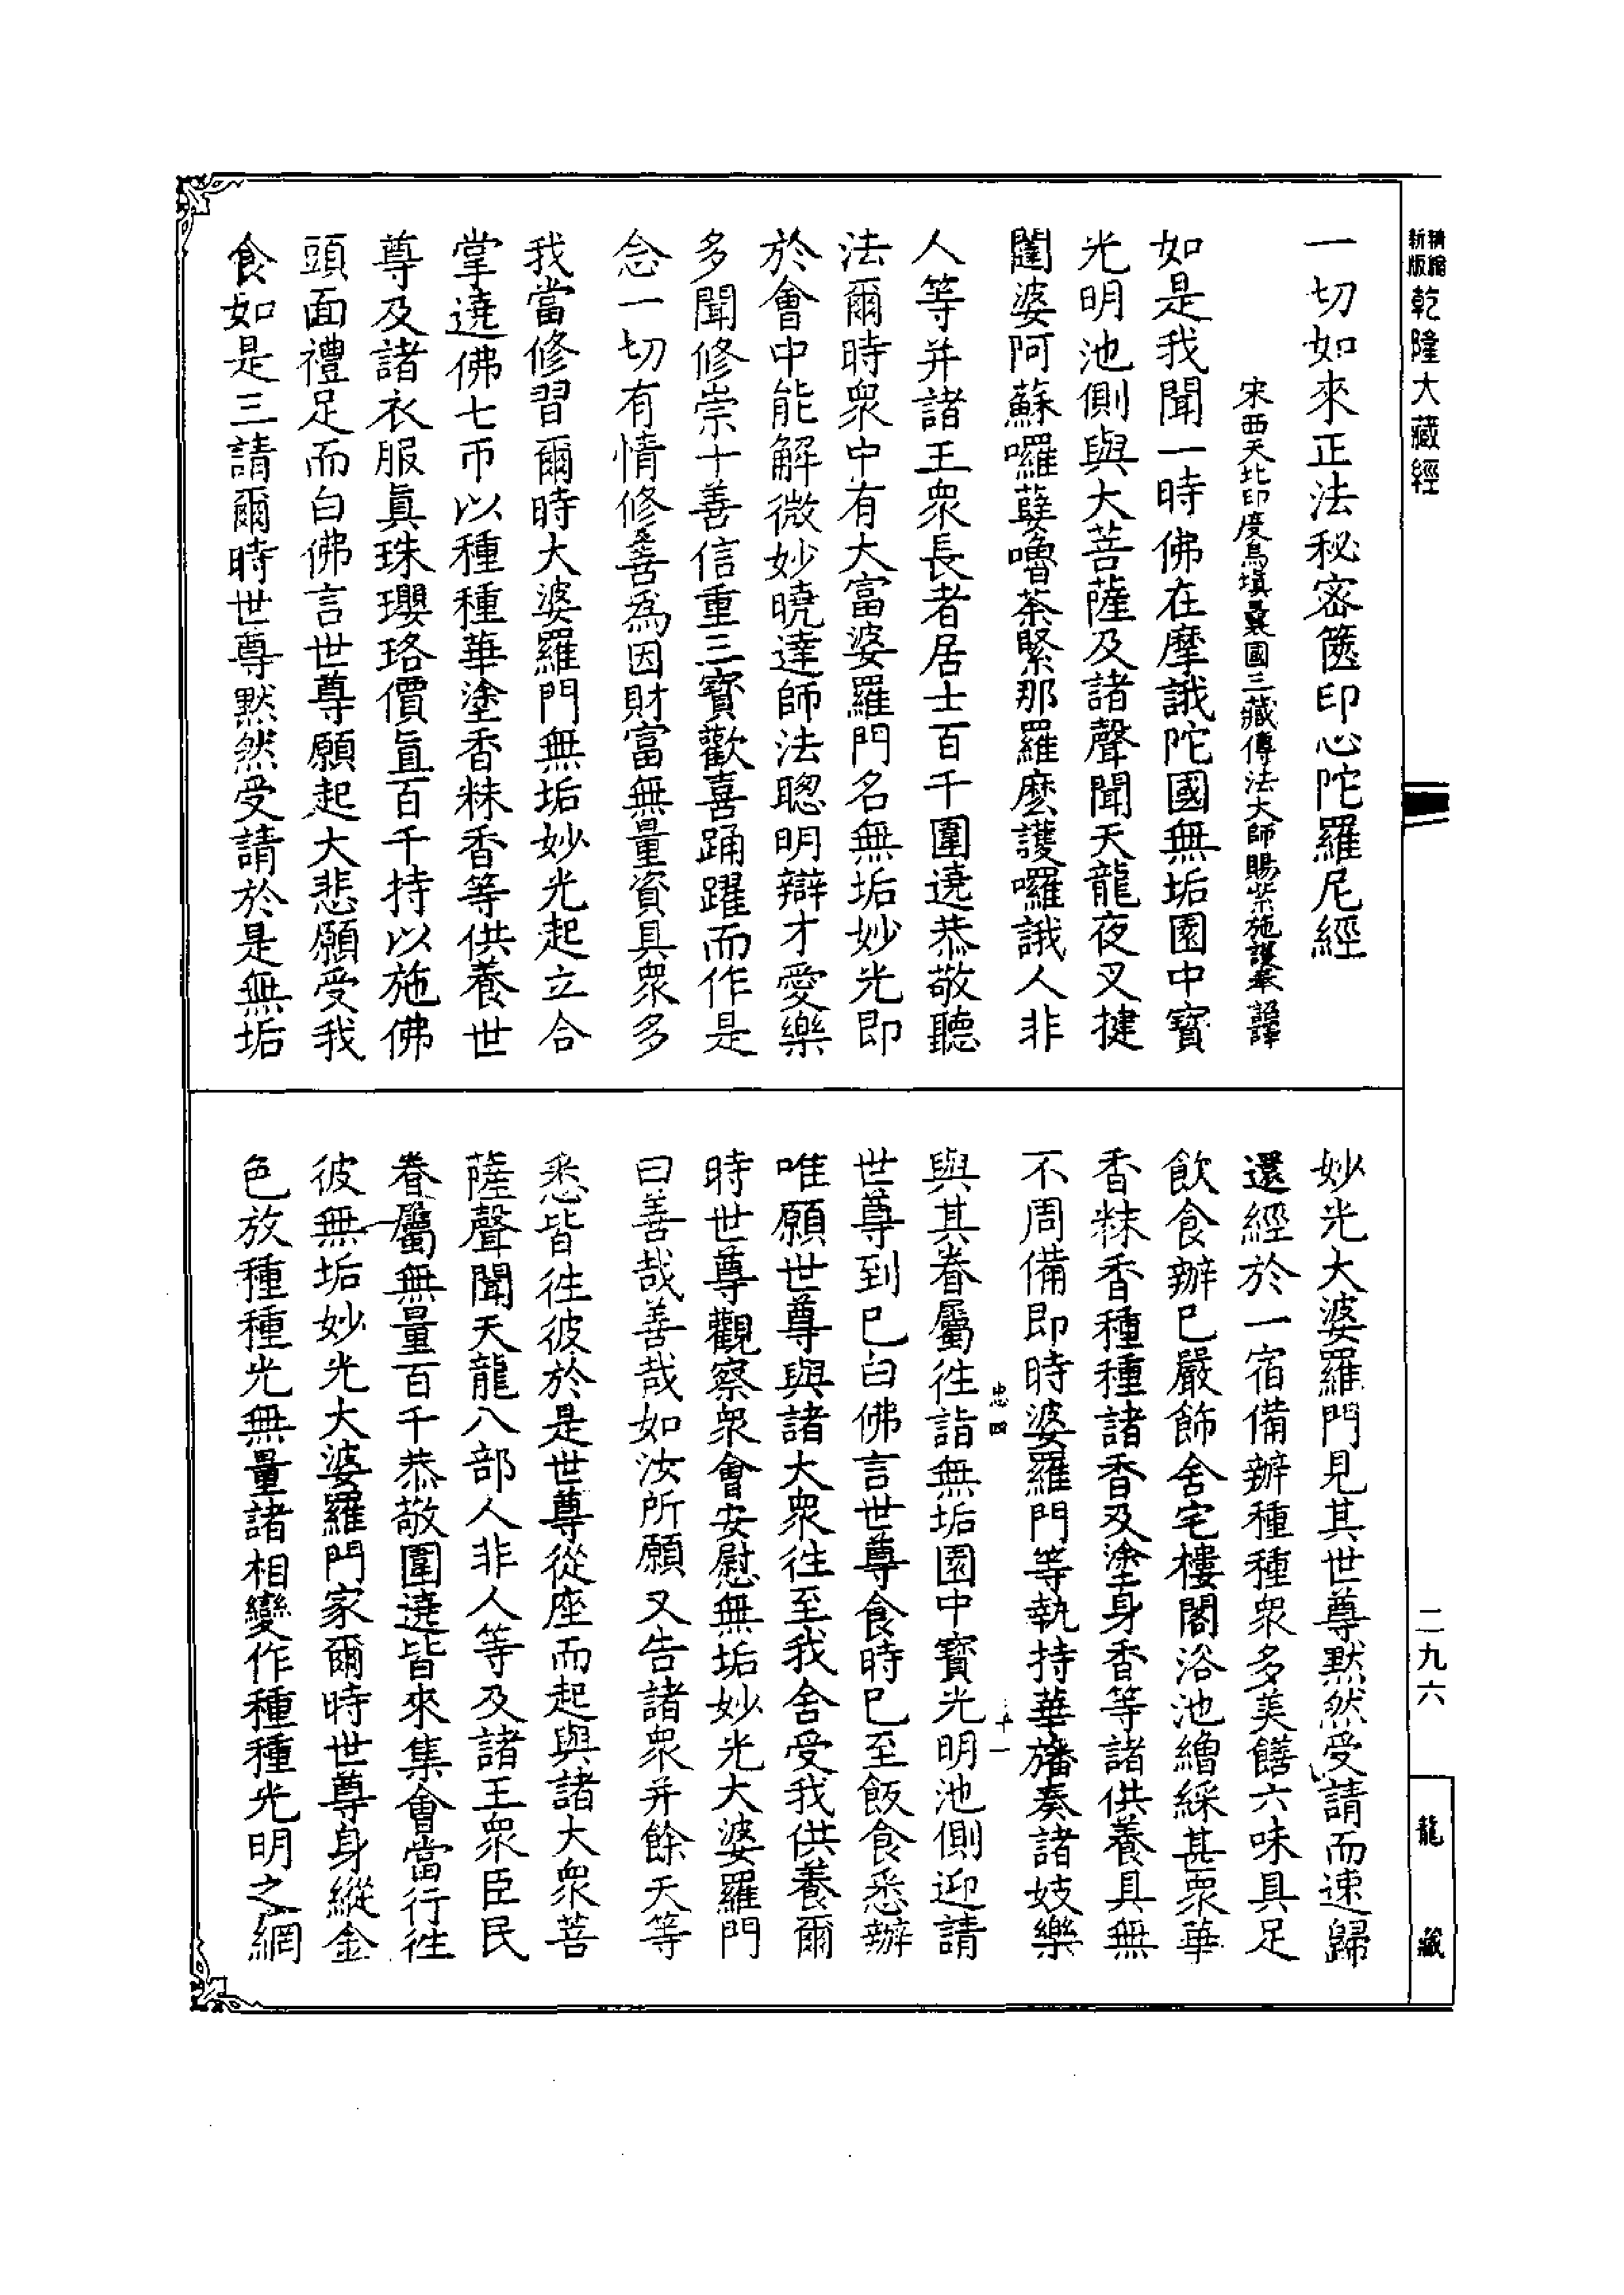 新編
縮版
乾隆大藏經
一切如來正法秘密篋印心陀羅尼經
宋西天北印度烏塡曩國三藏傳法大師賜紫施護奉 詔譯
如是我聞一時佛在摩誐陀國無垢園中寶
光明池側與大菩薩及諸聲聞天龍夜叉揵
闥婆阿蘇囉蘖嚕荼緊那羅麽護囉誐人非
人等并諸王眾長者居士百千圍遶恭敬聽
法爾時眾中有大富婆羅門名無垢妙光即
於會中能解微妙曉達師法聰明辯才愛樂
多聞修崇十善信重三寶歡喜踊躍而作是
念一切有情修善為因財富無量資具眾多
我當修習爾時大婆羅門無垢妙光起立合
掌遶佛七帀以種種華塗香粖香等供養世
尊及諸衣服眞珠瓔珞價直百千持以施佛
頭面禮足而白佛言世尊願起大悲願受我
食如是三請爾時世尊默然受請於是無垢
妙光大婆羅門見其世尊默然受請而速歸
還經於一宿備辦種種眾多美饍六味具足
飲食辦已嚴飾舍宅樓閣浴池繒綵甚眾華
香粖香種種諸香及塗身香等諸供養具無
不周備即時婆羅門等執持華旛奏諸妓樂
忠四 十一
與其眷屬往詣無垢園中寶光明池側迎請
世尊到已白佛言世尊食時已至飯食悉辦
唯願世尊與諸大眾往至我舍受我供養爾
時世尊觀察眾會安慰無垢妙光大婆羅門
曰善哉善哉如汝所願又告諸眾并餘天等
悉皆往彼於是世尊從座而起與諸大眾菩
薩聲聞天龍八部人非人等及諸王眾臣民
眷屬無量百千恭敬圍遶皆來集會當行往
彼無垢妙光大婆羅門家爾時世尊身縱金
色放種種光無量諸相變作種種光明之網
二九六
龍藏